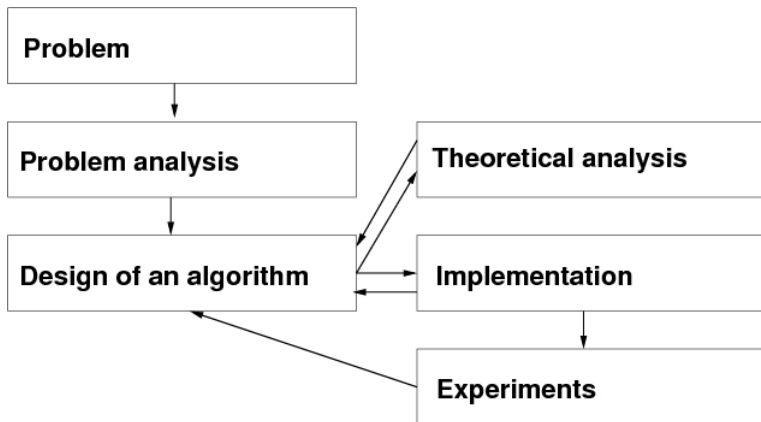 Problem
Problem analysis
Theoretical analysis
Design of an algorithm
Implementation
Experiments